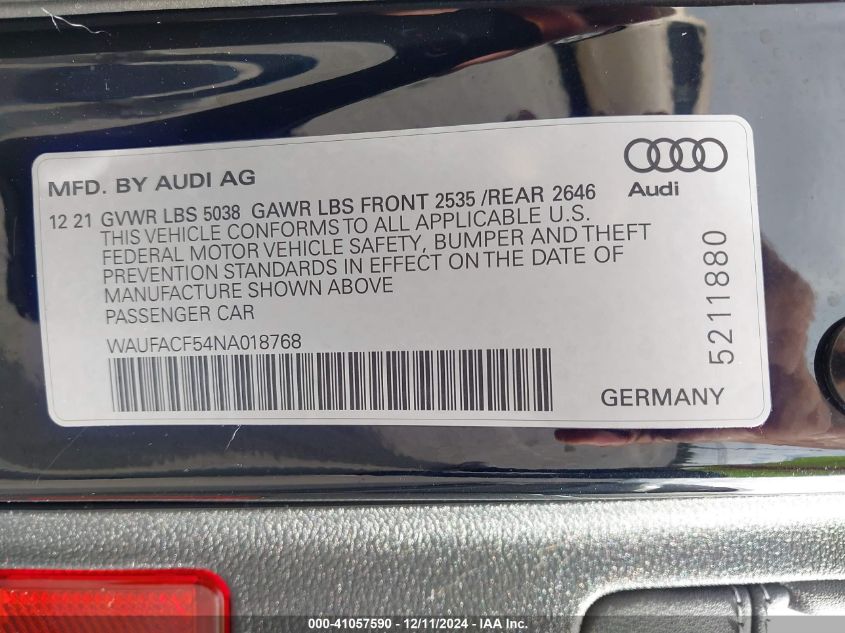 MFD. BY AUDI AG
Audi
12 21 GVWR LBS 5038 GAWR LBS FRONT 2535 /REAR 2646
THIS VEHICLE CONFORMS TO ALL APPLICABLE U.S.
FEDERAL MOTOR VEHICLE SAFETY, BUMPER AND THEFT
PREVENTION STANDARDS IN EFFECT ON THE DATE OF
MANUFACTURE SHOWN ABOVE
PASSENGER CAR
WAUFACF54NA018768
5211880
GERMANY
000-41057590 - 12/11/2024 - IAA Inc.